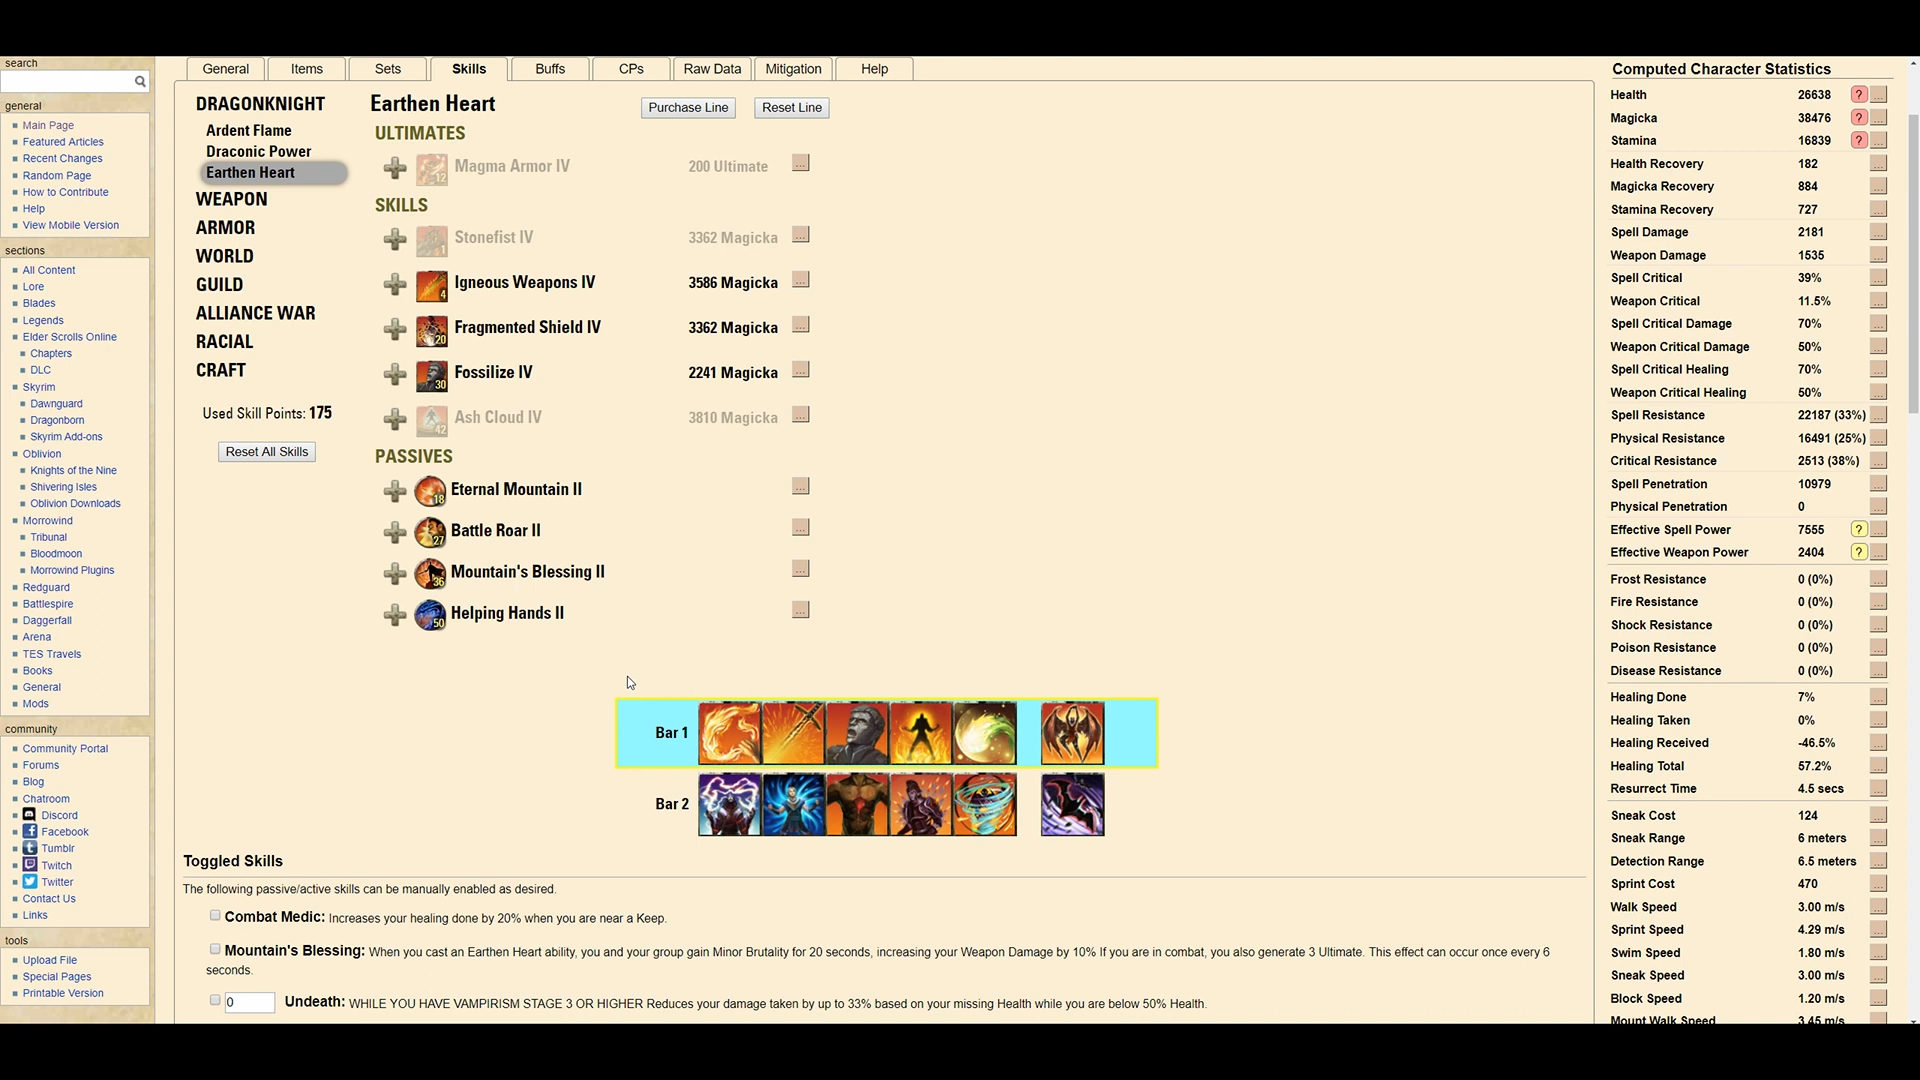 search
general
Main Page
Featured Articles
Recent Changes
Random Page
How to Contribute
Help
View Mobile Version
sections
All Content
Lore
Blades
Legends
Elder Scrolls Online
Chapters
DLC
Skyrim
Dawnguard
Dragonborn
Skyrim Add-ons
Oblivion
Knights of the Nine
Shivering Isles
Oblivion Downloads
Morrowind
Tribunal
Bloodmoon
Morrowind Plugins
Redguard
Battlespire
Daggerfall
Arena
TES Travels
Books
General
Mods
community
Community Portal
Forums
Blog
Chatroom
Discord
Facebook
Tumblr
Twitch
Twitter
Contact Us
Links
tools
Upload File
Special Pages
Printable Version
General Items Sets Skills Buffs CPs Raw Data Mitigation Help
DRAGONKNIGHT
Ardent Flame
Draconic Power
Earthen Heart
WEAPON
ARMOR
WORLD
GUILD
ALLIANCE WAR
RACIAL
CRAFT
Used Skill Points: 175
Reset All Skills
Earthen Heart Purchase Line Reset Line
ULTIMATES
12 Magma Armor IV 200 Ultimate ...
SKILLS
1 Stonefist IV 3362 Magicka ...
4 Igneous Weapons IV 3586 Magicka ...
20 Fragmented Shield IV 3362 Magicka ...
30 Fossilize IV 2241 Magicka ...
42 Ash Cloud IV 3810 Magicka ...
PASSIVES
18 Eternal Mountain II ...
27 Battle Roar II ...
36 Mountain's Blessing II ...
50 Helping Hands II ...
Bar 1
Bar 2
Toggled Skills
The following passive/active skills can be manually enabled as desired.
Combat Medic: Increases your healing done by 20% when you are near a Keep.
Mountain's Blessing: When you cast an Earthen Heart ability, you and your group gain Minor Brutality for 20 seconds, increasing your Weapon Damage by 10% If you are in combat, you also generate 3 Ultimate. This effect can occur once every 6
seconds.
0 Undeath: WHILE YOU HAVE VAMPIRISM STAGE 3 OR HIGHER Reduces your damage taken by up to 33% based on your missing Health while you are below 50% Health.
Computed Character Statistics
Health 26638 ? ...
Magicka 38476 ? ...
Stamina 16839 ? ...
Health Recovery 182 ...
Magicka Recovery 884 ...
Stamina Recovery 727 ...
Spell Damage 2181 ...
Weapon Damage 1535 ...
Spell Critical 39% ...
Weapon Critical 11.5% ...
Spell Critical Damage 70% ...
Weapon Critical Damage 50% ...
Spell Critical Healing 70% ...
Weapon Critical Healing 50% ...
Spell Resistance 22187 (33%) ...
Physical Resistance 16491 (25%) ...
Critical Resistance 2513 (38%) ...
Spell Penetration 10979 ...
Physical Penetration 0 ...
Effective Spell Power 7555 ? ...
Effective Weapon Power 2404 ? ...
Frost Resistance 0 (0%) ...
Fire Resistance 0 (0%) ...
Shock Resistance 0 (0%) ...
Poison Resistance 0 (0%) ...
Disease Resistance 0 (0%) ...
Healing Done 7% ...
Healing Taken 0% ...
Healing Received -46.5% ...
Healing Total 57.2% ...
Resurrect Time 4.5 secs ...
Sneak Cost 124 ...
Sneak Range 6 meters ...
Detection Range 6.5 meters ...
Sprint Cost 470 ...
Walk Speed 3.00 m/s ...
Sprint Speed 4.29 m/s ...
Swim Speed 1.80 m/s ...
Sneak Speed 3.00 m/s ...
Block Speed 1.20 m/s ...
Mount Walk Speed 3.45 m/s ...